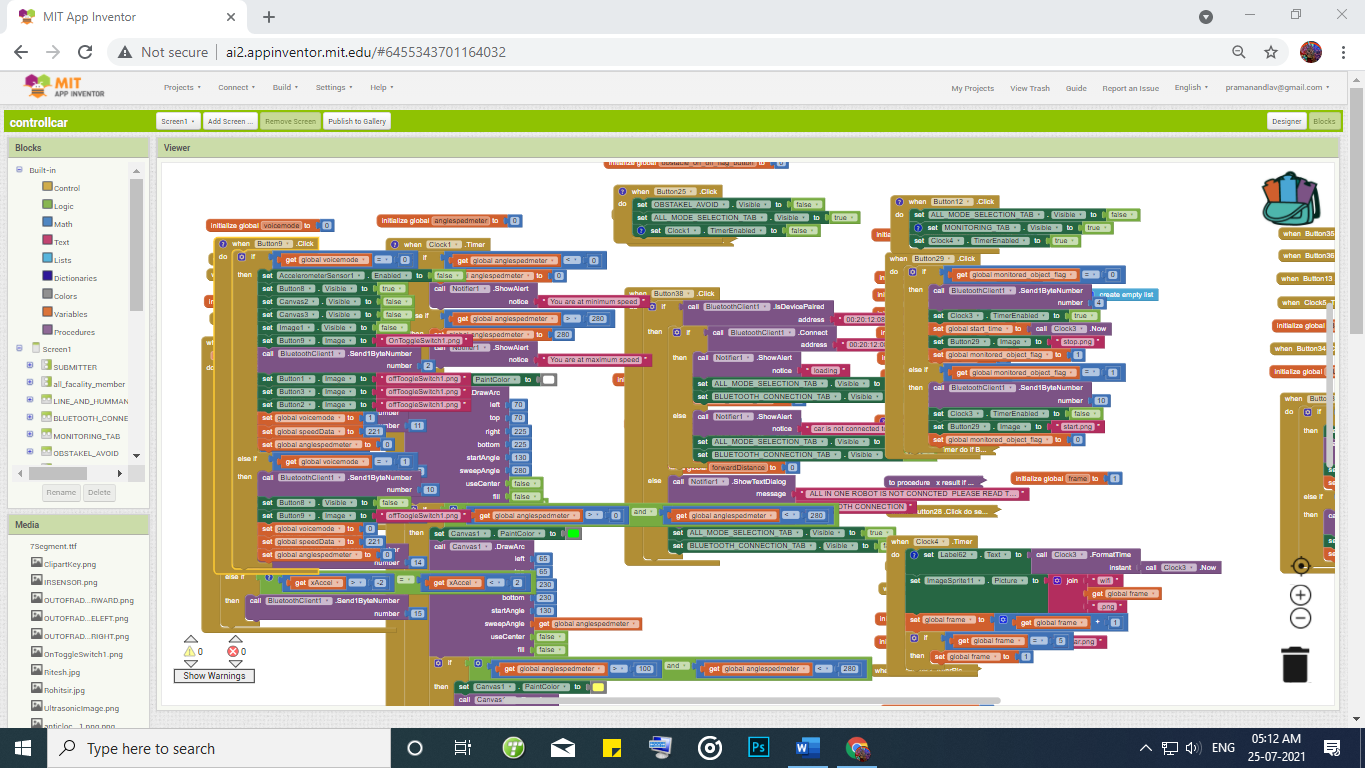 MIT App Inventor
Not secure
ai2.appinventor.mit.edu/#6455343701164032
MIT
APP INVENTOR
Projects
Connect
Build
Settings
Help
My Projects
View Trash
Guide
Report an Issue
English
pramanandlav@gmail.com
controllcar
Screen1
Add Screen ...
Remove Screen
Publish to Gallery
Designer
Blocks
Blocks
Built-in
Control
Logic
Math
Text
Lists
Dictionaries
Colors
Variables
Procedures
Screen1
SUBMITTER
all_facality_member
LINE_AND_HUMMAN
BLUETOOTH_CONNE
MONITORING_TAB
OBSTAKEL_AVOID
Rename
Delete
Media
7Segment.ttf
ClipartKey.png
IRSENSOR.png
OUTOFRAD...RWARD.png
OUTOFRAD...ELEFT.png
OUTOFRAD...RIGHT.png
OnToggleSwitch1.png
Ritesh.jpg
Rohitsir.jpg
UltrasonicImage.png
Viewer
initialize global voicemode to 0
initialize global anglespedmeter to 0
when Button9 .Click
do if get global voicemode = 0
then set AccelerometerSensor1 . Enabled to false
set Button8 . Visible to true
set Canvas2 . Visible to false
set Canvas3 . Visible to false
set Image1 . Visible to false
set Button9 . Image to " OnToggleSwitch1.png "
call BluetoothClient1 .Send1ByteNumber
number 2
set Button1 . Image to " offToggleSwitch1.png "
set Button3 . Image to " offToggleSwitch1.png "
set Button2 . Image to " offToggleSwitch1.png "
set global voicemode to 1
set global speedData to 221
set global anglespedmeter to 0
else if get global voicemode = 1
then call BluetoothClient1 .Send1ByteNumber
number 10
set Button8 . Visible to false
set Button9 . Image to " offToggleSwitch1.png "
set global voicemode to 0
set global speedData to 221
set global anglespedmeter to 0
number 14
else if get xAccel > -2 = get xAccel < 2
then call BluetoothClient1 .Send1ByteNumber
number 15
0
0
Show Warnings
when Clock1 .Timer
if get global anglespedmeter < 0
anglespedmeter to 0
call Notifier1 .ShowAlert
notice " You are at minimum speed "
se if get global anglespedmeter > 280
anglespedmeter to 280
Notifier1 .ShowAlert
notice " You are at maximum speed "
PaintColor to
DrawArc
left 70
70
number 11
right 225
bottom 225
startAngle 130
sweepAngle 280
useCenter false
fill false
get global anglespedmeter > 0 and get global anglespedmeter < 280
then set Canvas1 . PaintColor to
call Canvas1 .DrawArc
left 65
65
230
bottom 230
startAngle 130
sweepAngle get global anglespedmeter
useCenter false
fill false
if get global anglespedmeter > 100 and get global anglespedmeter < 280
then set Canvas1 . PaintColor to
call Canvas
when Button25 .Click
do set OBSTAKEL_AVOID . Visible to false
set ALL_MODE_SELECTION_TAB . Visible to true
set Clock1 . TimerEnabled to false
when Button38 .Click
if call BluetoothClient1 .IsDevicePaired
address " 00:20:12:08
then if call BluetoothClient1 .Connect
address " 00:20:12:0
then call Notifier1 .ShowAlert
notice " loading "
set ALL_MODE_SELECTION_TAB . Visible to
set BLUETOOTH_CONNECTION_TAB . Visible to
else call Notifier1 .ShowAlert
notice " car is not connected t
set ALL_MODE_SELECTION_TAB . Visible to
set BLUETOOTH_CONNECTION_TAB . Visible to
forwardDistance to 0
else call Notifier1 .ShowTextDialog
message " ALL IN ONE ROBOT IS NOT CONNCTED PLEASE READ T... "
OTH CONNECTION "
set ALL_MODE_SELECTION_TAB . Visible to true
set BLUETOOTH_CONNECTION_TAB . Visible to
when Button12 .Click
do set ALL_MODE_SELECTION_TAB . Visible to false
set MONITORING_TAB . Visible to true
set Clock4 . TimerEnabled to true
when Button29 .Click
do if get global monitored_object_flag = 0
then call BluetoothClient1 .Send1ByteNumber
number 4
create empty list
set Clock3 . TimerEnabled to true
set global start_time to call Clock3 .Now
set Button29 . Image to " stop.png "
set global monitored_object_flag to 1
else if get global monitored_object_flag = 1
then call BluetoothClient1 .Send1ByteNumber
number 10
set Clock3 . TimerEnabled to false
set Button29 . Image to " start.png "
set global monitored_object_flag to 0
to procedure x result if ...
initialize global frame to 1
utton28 .Click do se...
when Clock4 .Timer
do set Label62 . Text to call Clock3 .FormatTime
instant call Clock3 .Now
set ImageSprite11 . Picture to join " wifi "
get global frame
" .png "
set global frame to get global frame + 1
if get global frame = 5
then set global frame to 1
when Button35
when Button36
when Button13
when Clock5
initialize global
when Button34
initialize global
Type here to search
ENG
05:12 AM
25-07-2021